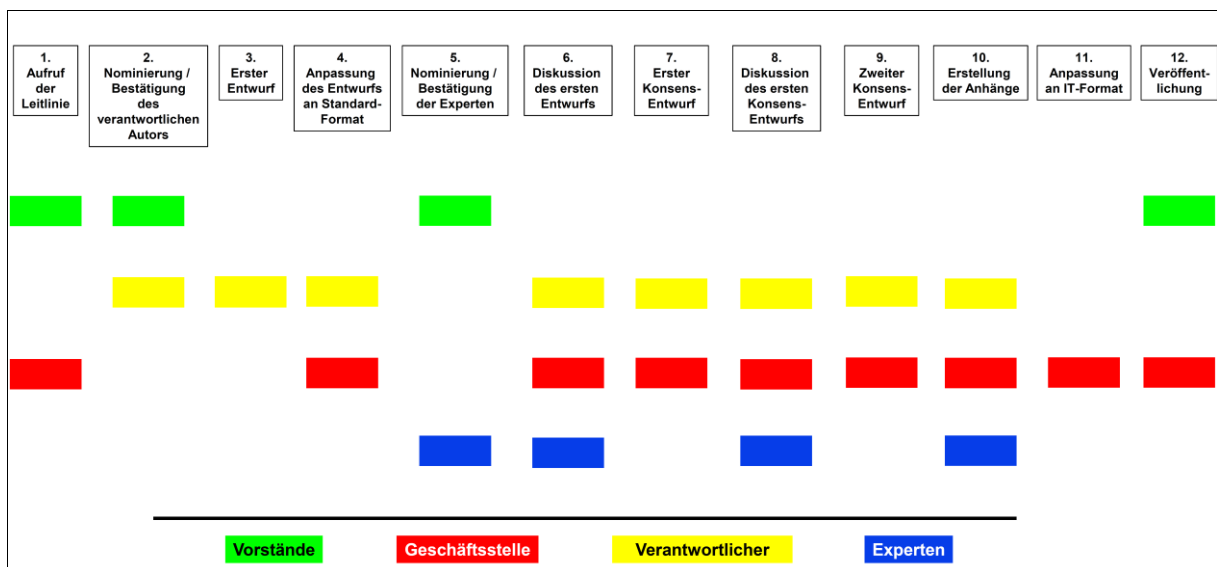 1.
Aufruf
der
Leitlinie
2.
Nominierung /
Bestätigung
des
verantwortlichen
Autors
3.
Erster
Entwurf
4.
Anpassung
des Entwurfs
an Standard-
Format
5.
Nominierung /
Bestätigung
der Experten
6.
Diskussion
des ersten
Entwurfs
7.
Erster
Konsens-
Entwurf
8.
Diskussion
des ersten
Konsens-
Entwurfs
9.
Zweiter
Konsens-
Entwurf
10.
Erstellung
der Anhänge
11.
Anpassung
an IT-Format
12.
Veröffent-
lichung
Vorstände
Geschäftsstelle
Verantwortlicher
Experten